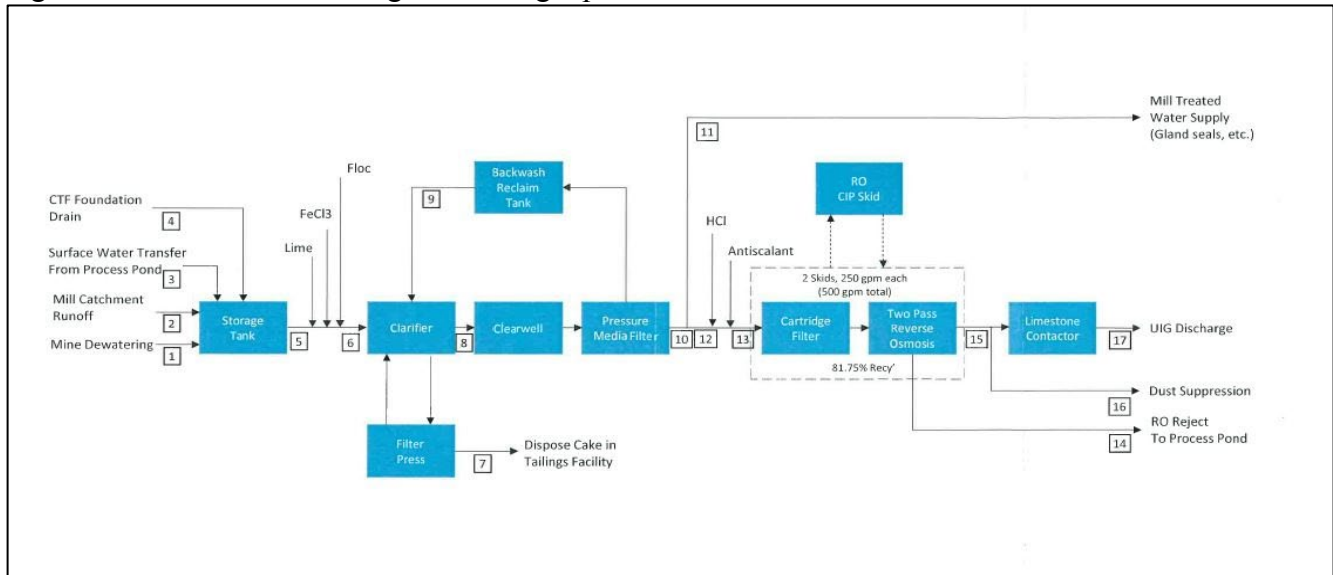 Mill Treated
Water Supply
(Gland seals, etc.)
11
Floc
Backwash
Reclaim
Tank
9
RO
CIP Skid
CTF Foundation
Drain
4
FeCl3
HCl
Lime
Antiscalant
Surface Water Transfer
From Process Pond
3
2 Skids, 250 gpm each
(500 gpm total)
Mill Catchment
Runoff
2
Mine Dewatering
1
Storage
Tank
5
6
Clarifier
8
Clearwell
Pressure
Media Filter
10
12
13
Cartridge
Filter
Two Pass
Reverse
Osmosis
15
Limestone
Contactor
17
UIG Discharge
81.75% Recy'
Dust Suppression
16
RO Reject
To Process Pond
14
Filter
Press
7
Dispose Cake in
Tailings Facility